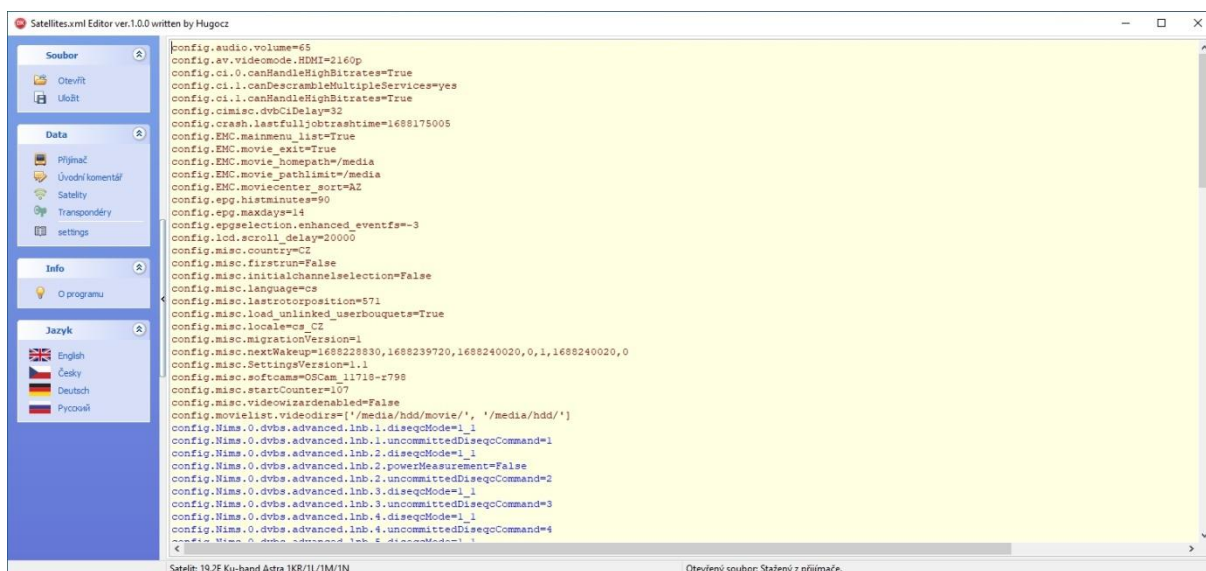 Satellites.xml Editor ver.1.0.0 written by Hugocz
Soubor
Otevřít
Uložit
Data
Přijímač
Úvodní komentář
Satelity
Transpondéry
settings
Info
O programu
Jazyk
English
Česky
Deutsch
config.audio.volume=65
config.av.videomode.HDMI=2160p
config.ci.0.canHandleHighBitrates=True
config.ci.1.canDescrambleMultipleServices=yes
config.ci.1.canHandleHighBitrates=True
config.cimisc.dvbCiDelay=32
config.crash.lastfulljobtrashtime=1688175005
config.EMC.mainmenu_list=True
config.EMC.movie_exit=True
config.EMC.movie_homepath=/media
config.EMC.movie_pathlimit=/media
config.EMC.moviecenter_sort=AZ
config.epg.histminutes=90
config.epg.maxdays=14
config.epgselection.enhanced_eventfs=-3
config.lcd.scroll_delay=20000
config.misc.country=CZ
config.misc.firstrun=False
config.misc.initialchannelselection=False
config.misc.language=cs
config.misc.lastrotorposition=571
config.misc.load_unlinked_userbouquets=True
config.misc.locale=cs_CZ
config.misc.migrationVersion=1
config.misc.nextWakeup=1688228830,1688239720,1688240020,0,1,1688240020,0
config.misc.SettingsVersion=1.1
config.misc.softcams=OSCam_11718-r798
config.misc.startCounter=107
config.misc.videowizardenabled=False
config.movielist.videodirs=['/media/hdd/movie/', '/media/hdd/']
config.Nims.0.dvbs.advanced.lnb.1.diseqcMode=1_1
config.Nims.0.dvbs.advanced.lnb.1.uncommittedDiseqcCommand=1
config.Nims.0.dvbs.advanced.lnb.2.diseqcMode=1_1
config.Nims.0.dvbs.advanced.lnb.2.powerMeasurement=False
config.Nims.0.dvbs.advanced.lnb.2.uncommittedDiseqcCommand=2
config.Nims.0.dvbs.advanced.lnb.3.diseqcMode=1_1
config.Nims.0.dvbs.advanced.lnb.3.uncommittedDiseqcCommand=3
config.Nims.0.dvbs.advanced.lnb.4.diseqcMode=1_1
config.Nims.0.dvbs.advanced.lnb.4.uncommittedDiseqcCommand=4
config.Nims.0.dvbs.advanced.lnb.5.diseqcMode=1_1
Satelit: 19.2E Ku-band Astra 1KR/1L/1M/1N
Otevřený soubor: Stažený z přijímače.